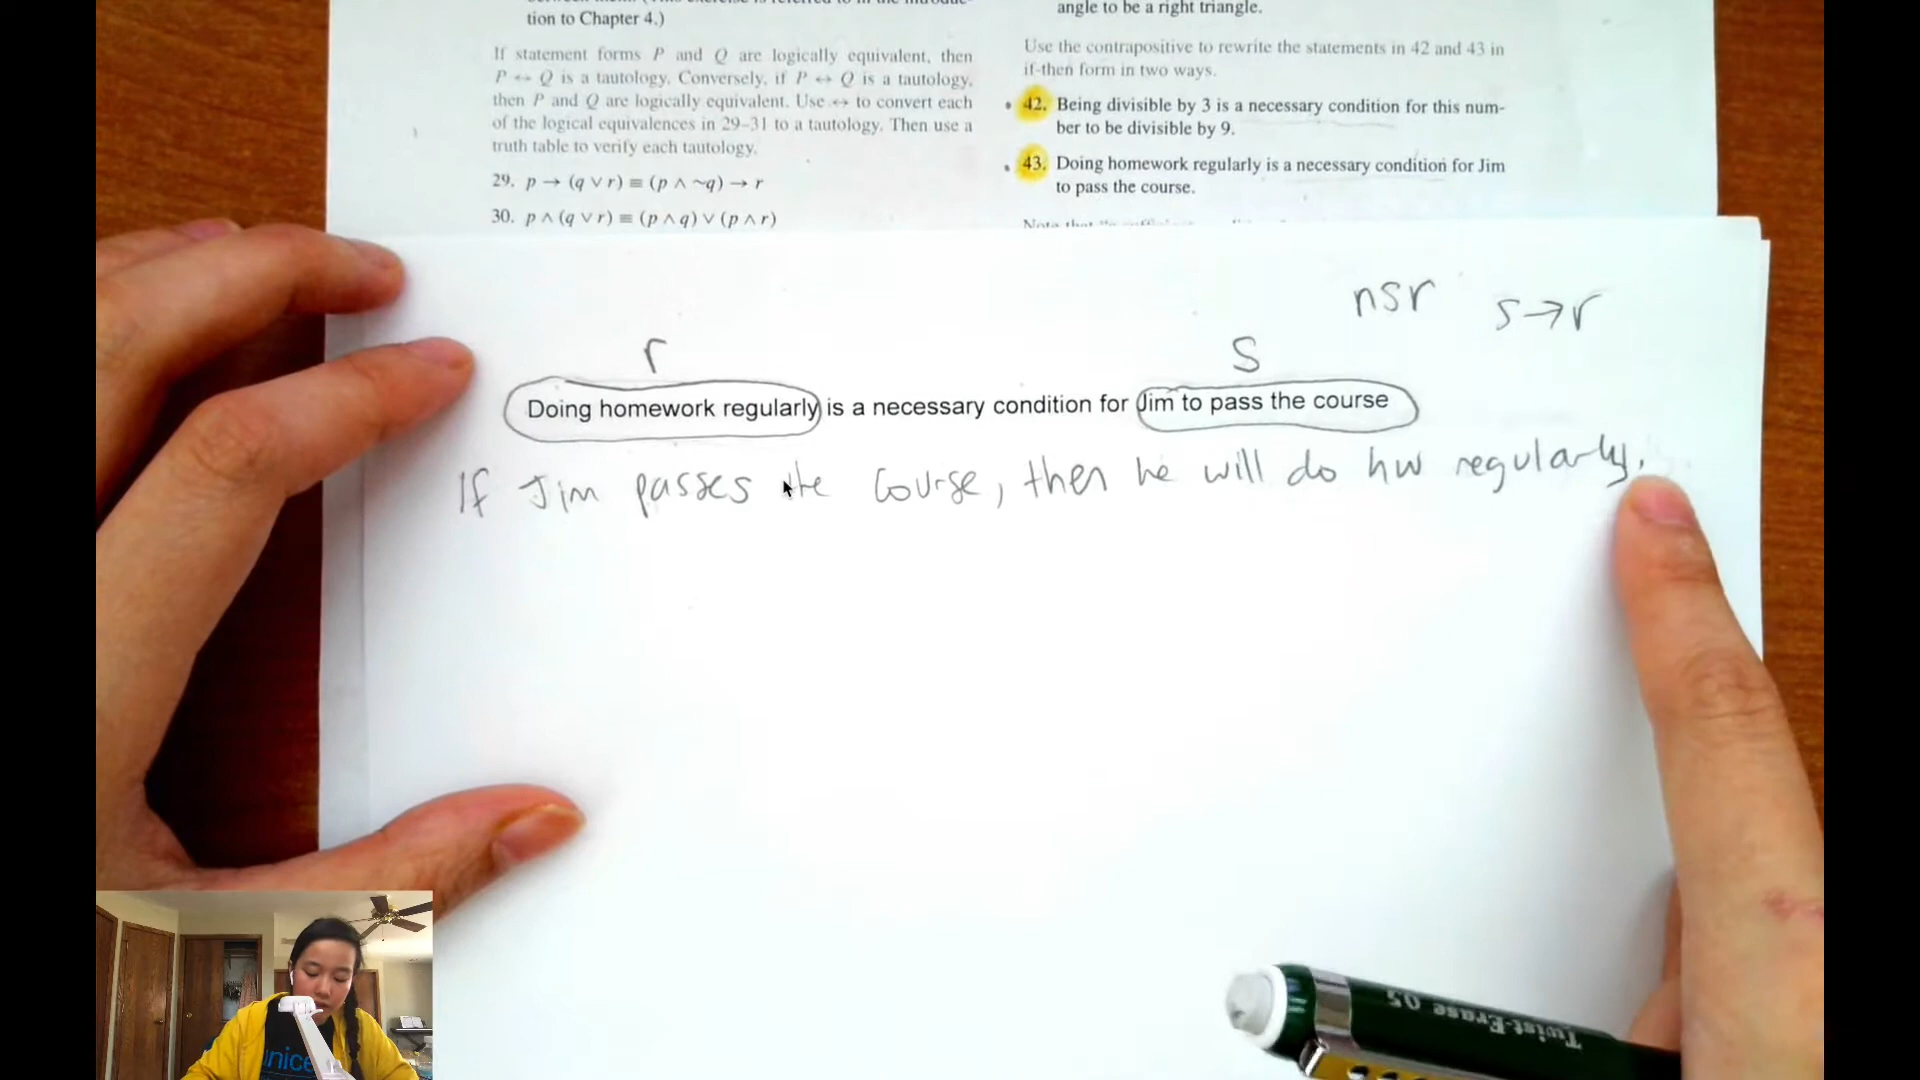 tion to Chapter 4.)
If statement forms P and Q are logically equivalent, then
P ↔ Q is a tautology. Conversely, if P ↔ Q is a tautology,
then P and Q are logically equivalent. Use ↔ to convert each
of the logical equivalences in 29–31 to a tautology. Then use a
truth table to verify each tautology.
29. p → (q ∨ r) ≡ (p ∧ ~q) → r
30. p ∧ (q ∨ r) ≡ (p ∧ q) ∨ (p ∧ r)
angle to be a right triangle.
Use the contrapositive to rewrite the statements in 42 and 43 in
if-then form in two ways.
42. Being divisible by 3 is a necessary condition for this num-
ber to be divisible by 9.
43. Doing homework regularly is a necessary condition for Jim
to pass the course.
Note that the
nsr s→r
r s
Doing homework regularly is a necessary condition for Jim to pass the course
If Jim passes the course, then he will do hw regularly.
Twist-Erase 05
unice